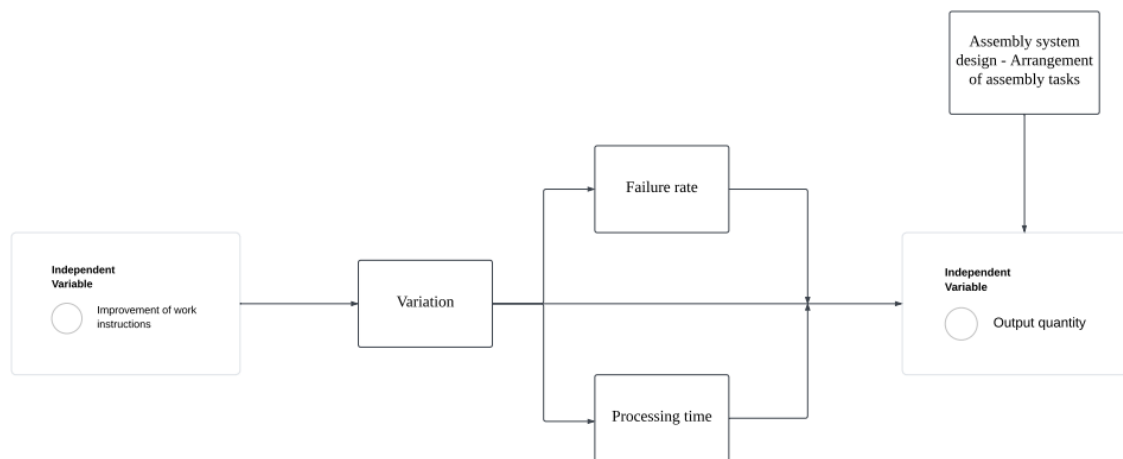 Assembly system
design - Arrangement
of assembly tasks
Failure rate
Independent
Variable
Improvement of work
instructions
Variation
Independent
Variable
Output quantity
Processing time